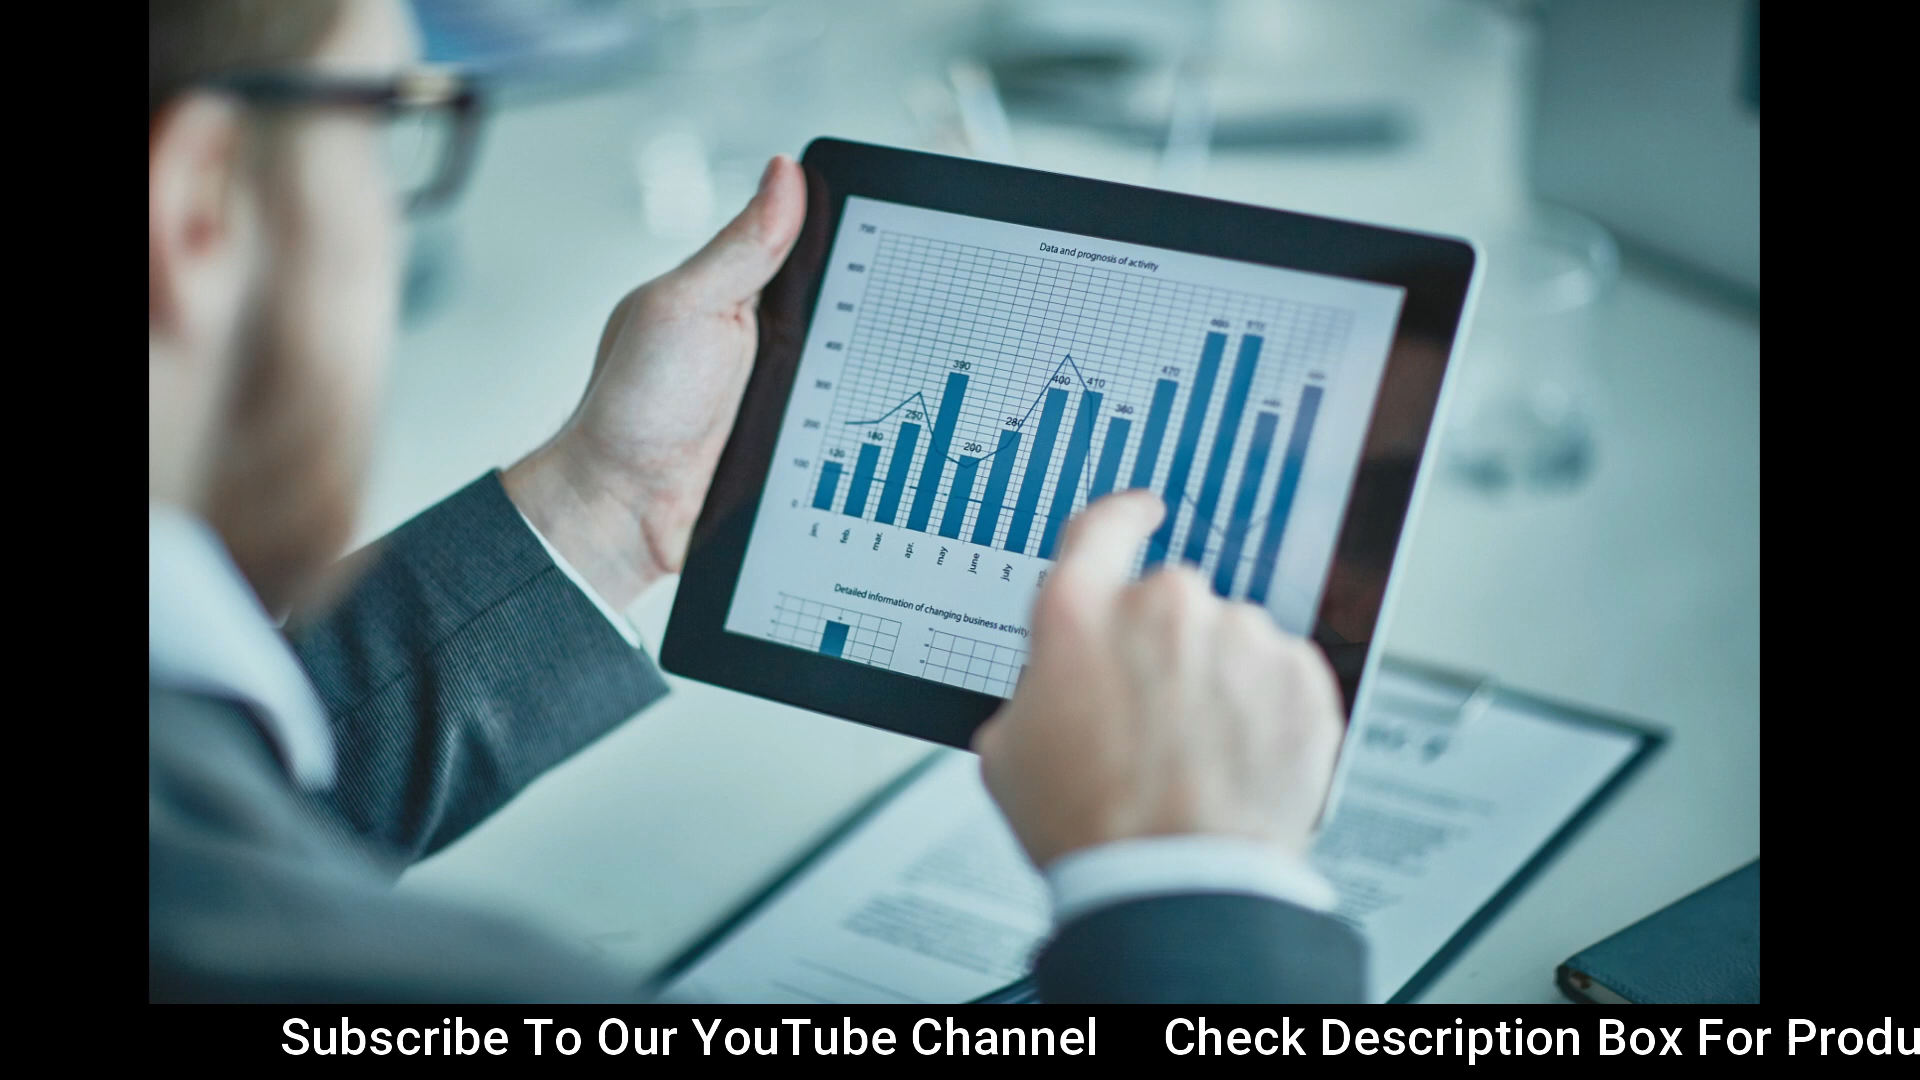 Data and prognosis of activity
700
600
500
400
300
200
100
0
120
180
250
390
200
280
400
410
360
470
jan.
feb.
mar.
apr.
may
june
july
Detailed information of changing business activity
Subscribe To Our YouTube Channel Check Description Box For Produ